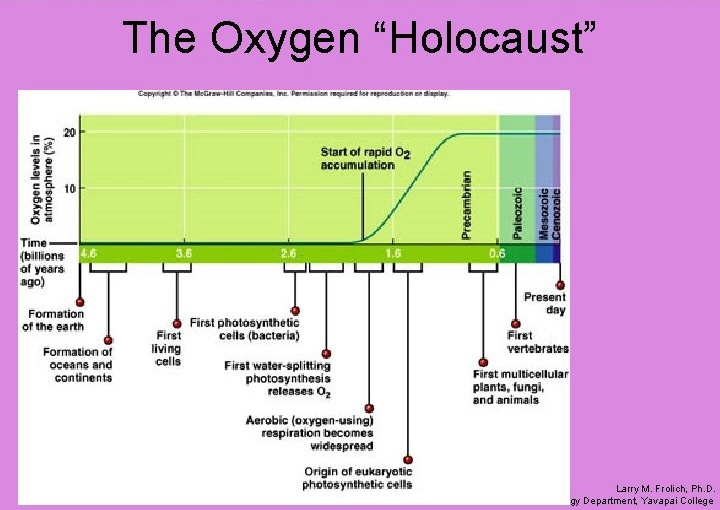 The Oxygen “Holocaust”
Copyright © The McGraw-Hill Companies, Inc. Permission required for reproduction or display.
Oxygen levels in
atmosphere (%)
20
10
Start of rapid O2
accumulation
Precambrian
Paleozoic
Mesozoic
Cenozoic
Time
(billions
of years
ago)
4.6
3.5
2.6
1.5
0.6
Formation
of the earth
Formation of
oceans and
continents
First
living
cells
First photosynthetic
cells (bacteria)
First water-splitting
photosynthesis
releases O2
Aerobic (oxygen-using)
respiration becomes
widespread
Origin of eukaryotic
photosynthetic cells
Present
day
First
vertebrates
First multicellular
plants, fungi,
and animals
Larry M. Frolich, Ph.D.
gy Department, Yavapai College